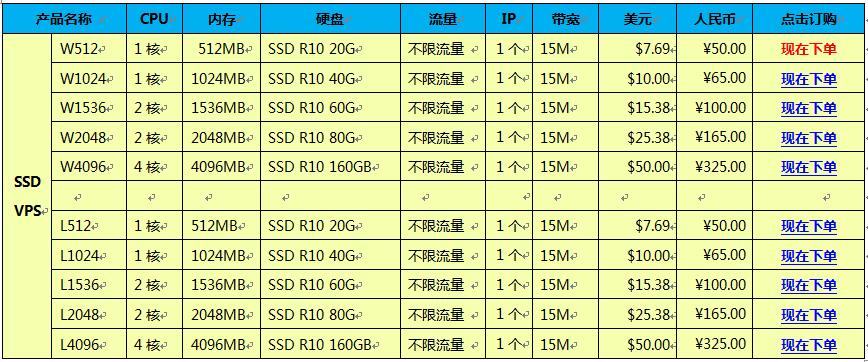 产品名称 CPU 内存 硬盘 流量 IP 带宽 美元 人民币 点击订购
SSD VPS
W512 1 核 512MB SSD R10 20G 不限流量 1 个 15M $7.69 ¥50.00 现在下单
W1024 1 核 1024MB SSD R10 40G 不限流量 1 个 15M $10.00 ¥65.00 现在下单
W1536 2 核 1536MB SSD R10 60G 不限流量 1 个 15M $15.38 ¥100.00 现在下单
W2048 2 核 2048MB SSD R10 80G 不限流量 1 个 15M $25.38 ¥165.00 现在下单
W4096 4 核 4096MB SSD R10 160GB 不限流量 1 个 15M $50.00 ¥325.00 现在下单
L512 1 核 512MB SSD R10 20G 不限流量 1 个 15M $7.69 ¥50.00 现在下单
L1024 1 核 1024MB SSD R10 40G 不限流量 1 个 15M $10.00 ¥65.00 现在下单
L1536 2 核 1536MB SSD R10 60G 不限流量 1 个 15M $15.38 ¥100.00 现在下单
L2048 2 核 2048MB SSD R10 80G 不限流量 1 个 15M $25.38 ¥165.00 现在下单
L4096 4 核 4096MB SSD R10 160GB 不限流量 1 个 15M $50.00 ¥325.00 现在下单